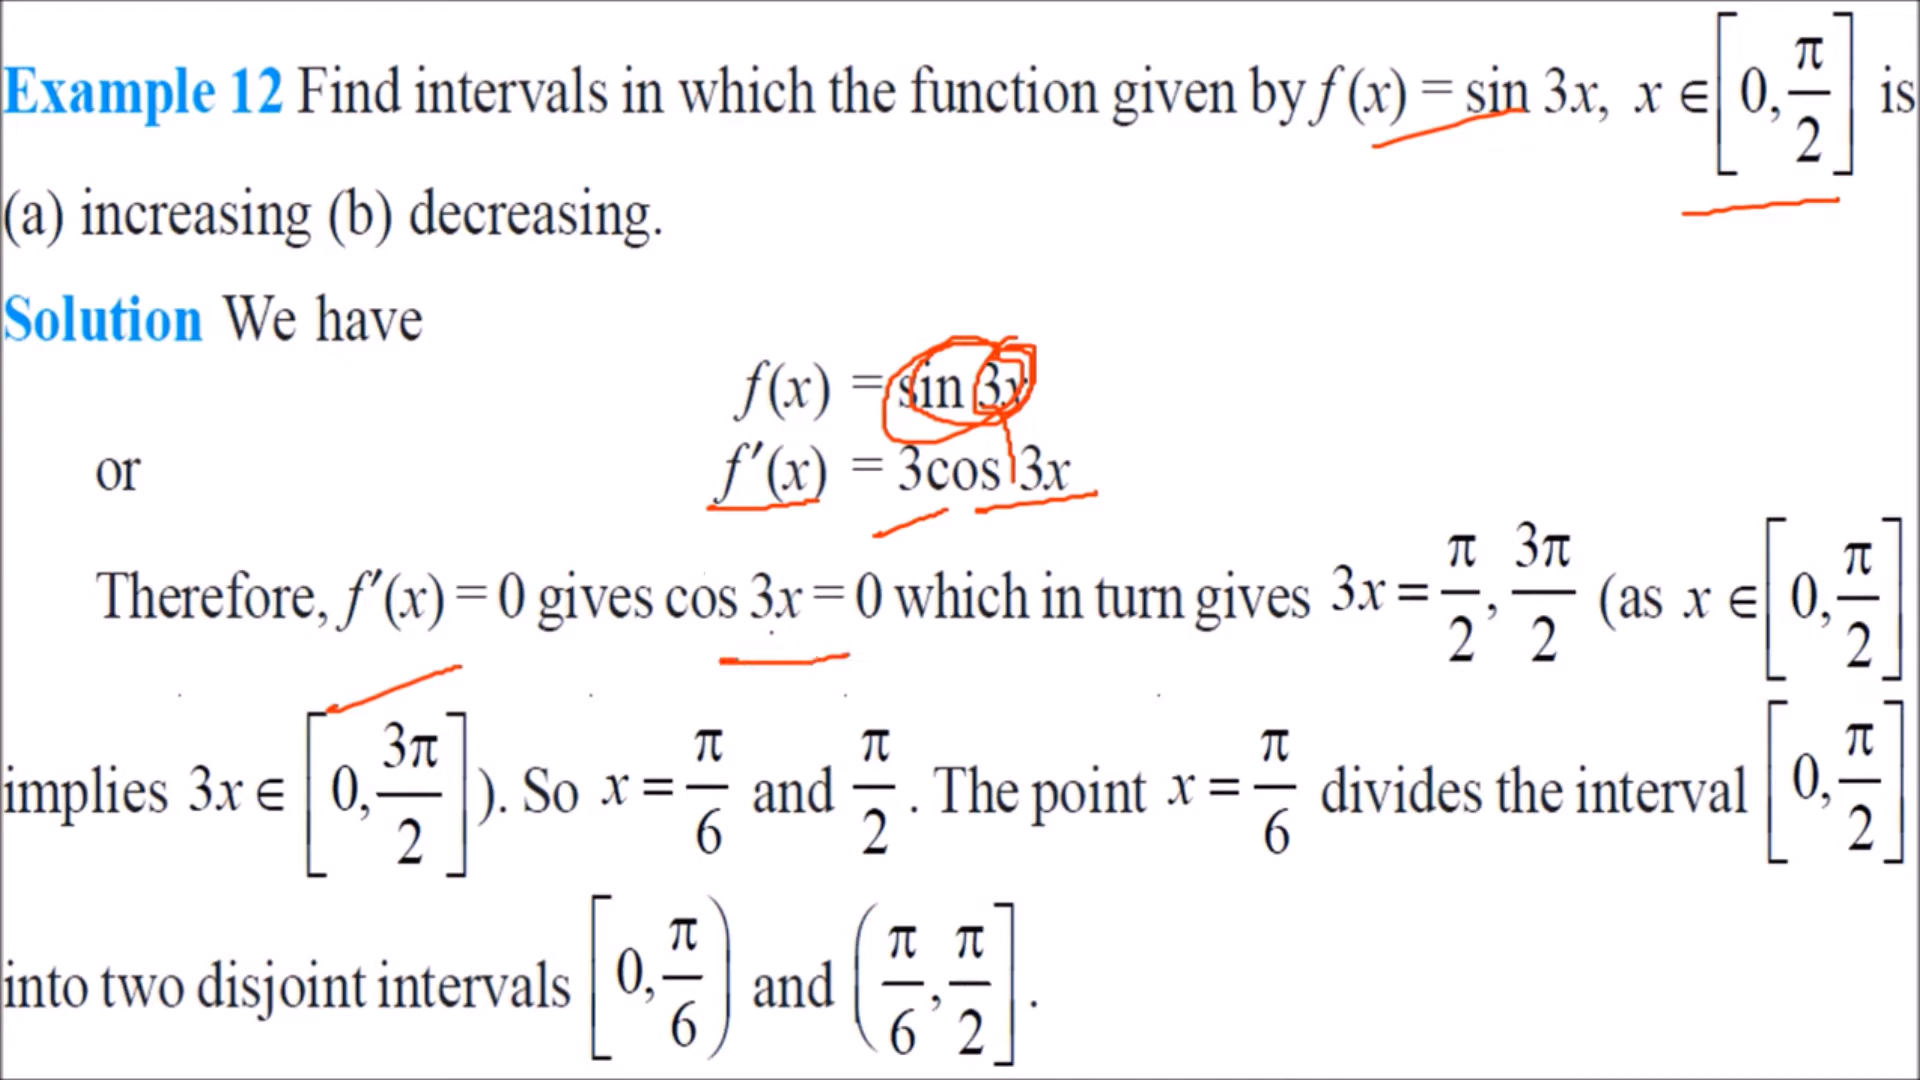 Example 12 Find intervals in which the function given by f (x) = sin 3x, x ∈ [0, π/2] is
(a) increasing (b) decreasing.
Solution We have
f(x) = sin 3x
or f′(x) = 3cos 3x
Therefore, f′(x) = 0 gives cos 3x = 0 which in turn gives 3x = π/2, 3π/2 (as x ∈ [0, π/2]
implies 3x ∈ [0, 3π/2]). So x = π/6 and π/2. The point x = π/6 divides the interval [0, π/2]
into two disjoint intervals [0, π/6) and (π/6, π/2].